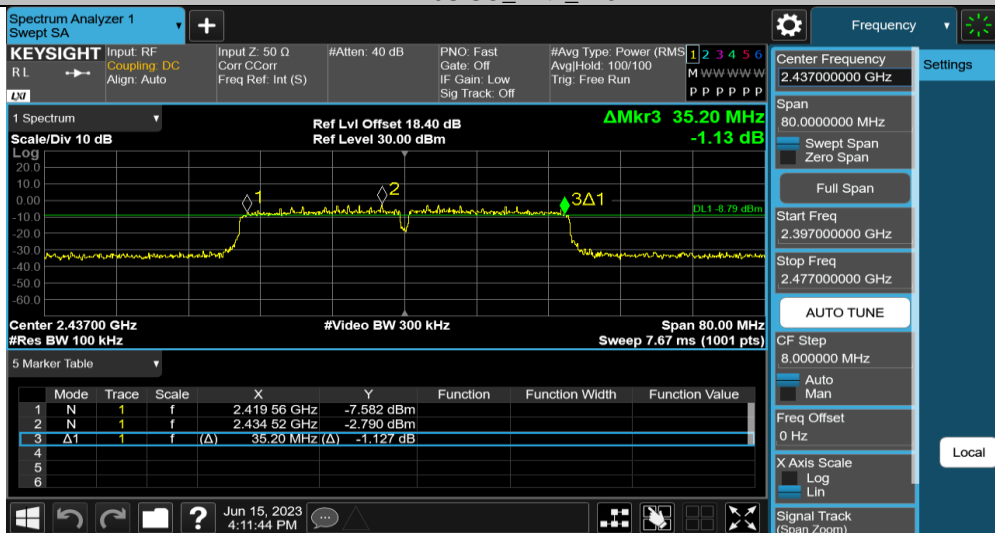 Spectrum Analyzer 1
Swept SA
Frequency
KEYSIGHT
RL
LXI
Input: RF
Coupling: DC
Align: Auto
Input Z: 50 Ω
Corr CCorr
Freq Ref: Int (S)
#Atten: 40 dB
PNO: Fast
Gate: Off
IF Gain: Low
Sig Track: Off
#Avg Type: Power (RMS
Avg|Hold: 100/100
Trig: Free Run
1 2 3 4 5 6
M W W W W W
P P P P P P
1 Spectrum
Scale/Div 10 dB
Ref Lvl Offset 18.40 dB
Ref Level 30.00 dBm
ΔMkr3 35.20 MHz
-1.13 dB
Log
20.0
10.0
0.00
-10.0
-20.0
-30.0
-40.0
-50.0
-60.0
1
2
3Δ1
DL1 -8.79 dBm
Center 2.43700 GHz
#Video BW 300 kHz
Span 80.00 MHz
#Res BW 100 kHz
Sweep 7.67 ms (1001 pts)
5 Marker Table
Mode Trace Scale X Y Function Function Width Function Value
1 N 1 f 2.419 56 GHz -7.582 dBm
2 N 1 f 2.434 52 GHz -2.790 dBm
3 Δ1 1 f (Δ) 35.20 MHz (Δ) -1.127 dB
4
5
6
Jun 15, 2023
4:11:44 PM
Center Frequency
2.437000000 GHz
Span
80.0000000 MHz
Swept Span
Zero Span
Full Span
Start Freq
2.397000000 GHz
Stop Freq
2.477000000 GHz
AUTO TUNE
CF Step
8.000000 MHz
Auto
Man
Freq Offset
0 Hz
X Axis Scale
Log
Lin
Signal Track
(Span Zoom)
Settings
Local